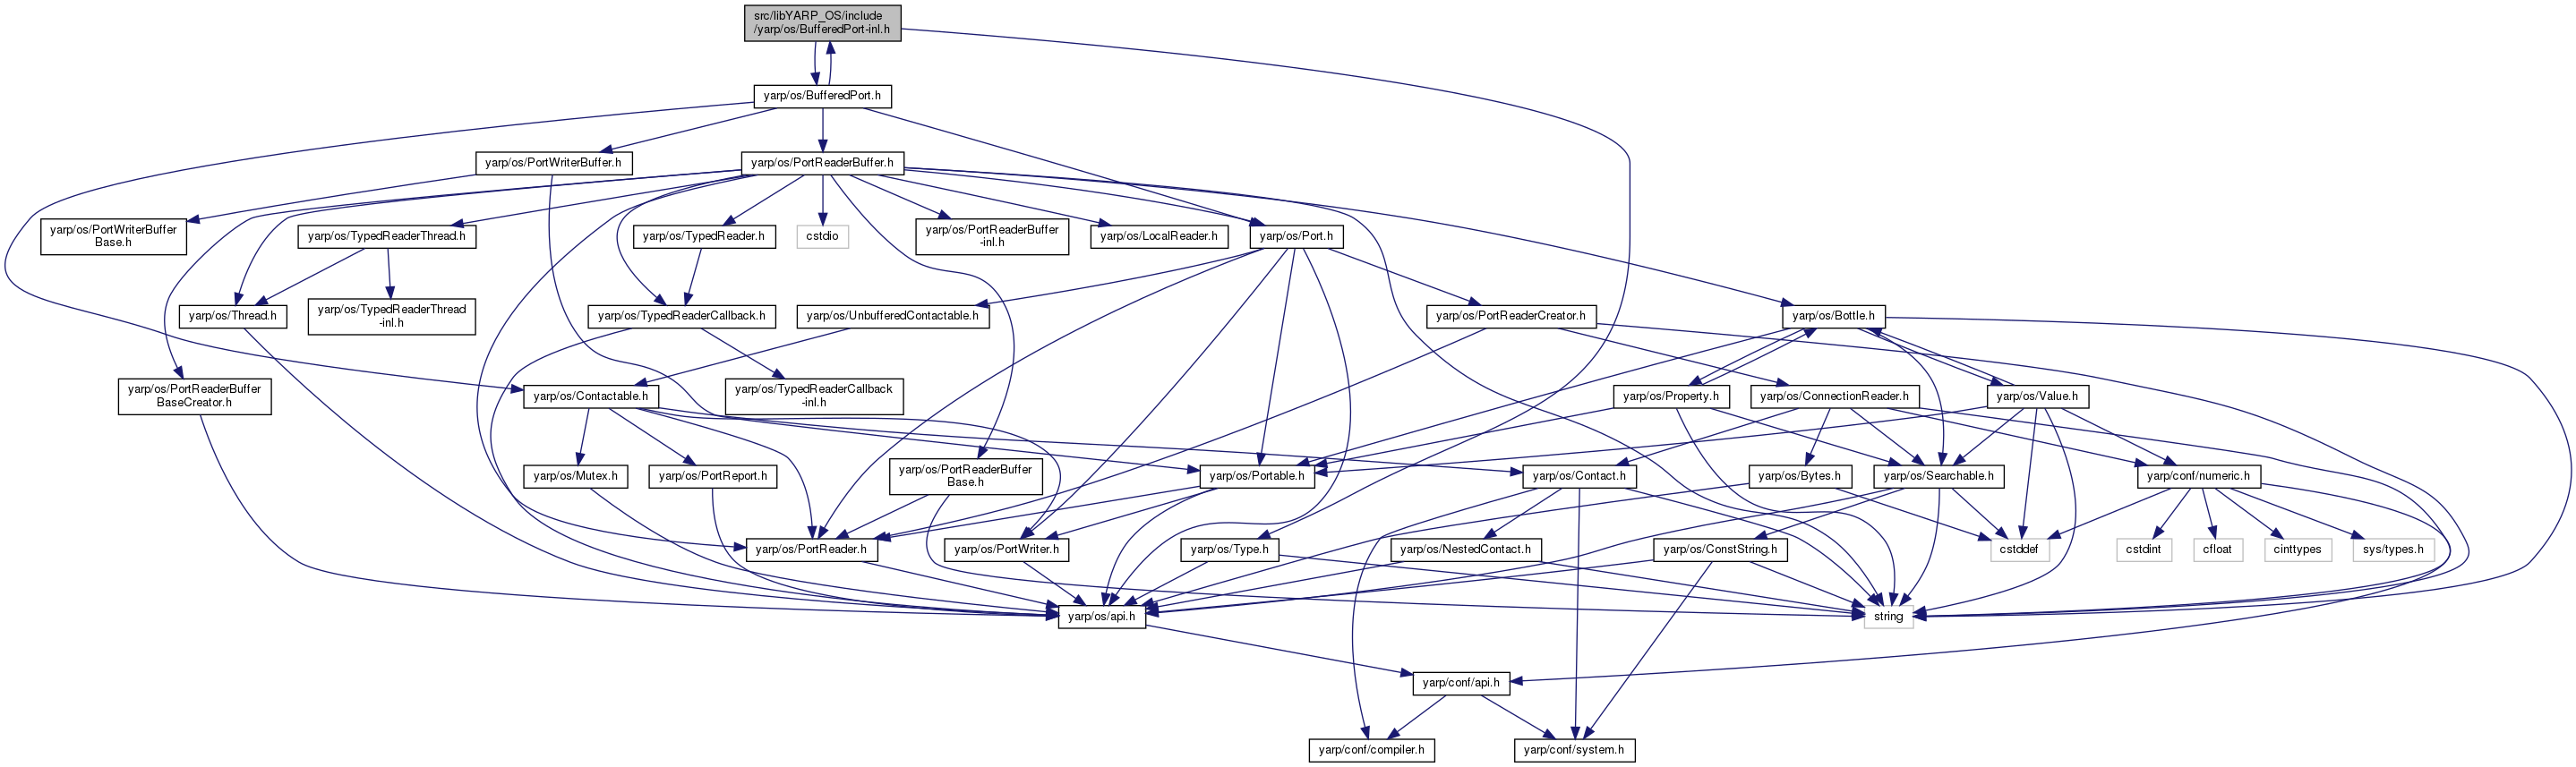 src/libYARP_OS/include
/yarp/os/BufferedPort-inl.h
yarp/os/BufferedPort.h
yarp/os/PortWriterBuffer.h
yarp/os/PortReaderBuffer.h
yarp/os/PortWriterBuffer
Base.h
yarp/os/TypedReaderThread.h
yarp/os/TypedReader.h
cstdio
yarp/os/PortReaderBuffer
-inl.h
yarp/os/LocalReader.h
yarp/os/Port.h
yarp/os/Thread.h
yarp/os/TypedReaderThread
-inl.h
yarp/os/TypedReaderCallback.h
yarp/os/UnbufferedContactable.h
yarp/os/PortReaderCreator.h
yarp/os/Bottle.h
yarp/os/PortReaderBuffer
BaseCreator.h
yarp/os/Contactable.h
yarp/os/TypedReaderCallback
-inl.h
yarp/os/Property.h
yarp/os/ConnectionReader.h
yarp/os/Value.h
yarp/os/Mutex.h
yarp/os/PortReport.h
yarp/os/PortReaderBuffer
Base.h
yarp/os/Portable.h
yarp/os/Contact.h
yarp/os/Bytes.h
yarp/os/Searchable.h
yarp/conf/numeric.h
yarp/os/PortReader.h
yarp/os/PortWriter.h
yarp/os/Type.h
yarp/os/NestedContact.h
yarp/os/ConstString.h
cstddef
cstdint
cfloat
cinttypes
sys/types.h
yarp/os/api.h
string
yarp/conf/api.h
yarp/conf/compiler.h
yarp/conf/system.h